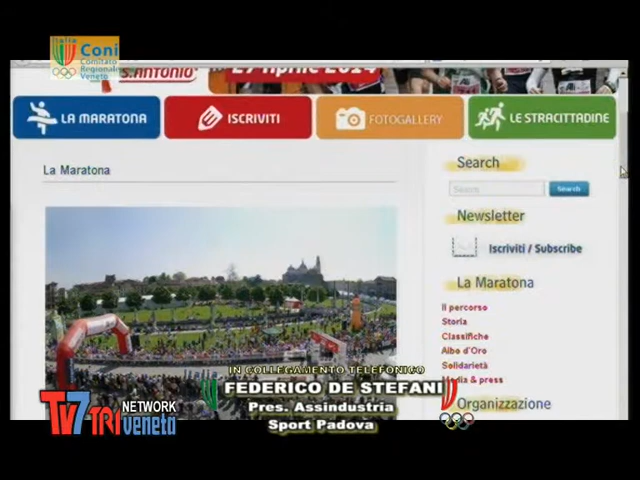 Italia
Coni
Comitato
Regionale
Veneto
S.ANTONIO
27 aprile 2014
LA MARATONA
ISCRIVITI
FOTOGALLERY
LE STRACITTADINE
La Maratona
Search
Search
Search
Newsletter
Iscriviti / Subscribe
La Maratona
Il percorso
Storia
Classifiche
Albo d'Oro
Solidarietà
Media & press
Organizzazione
IN COLLEGAMENTO TELEFONICO
FEDERICO DE STEFANI
Pres. Assindustria
Sport Padova
TV7 TRIveneta
NETWORK